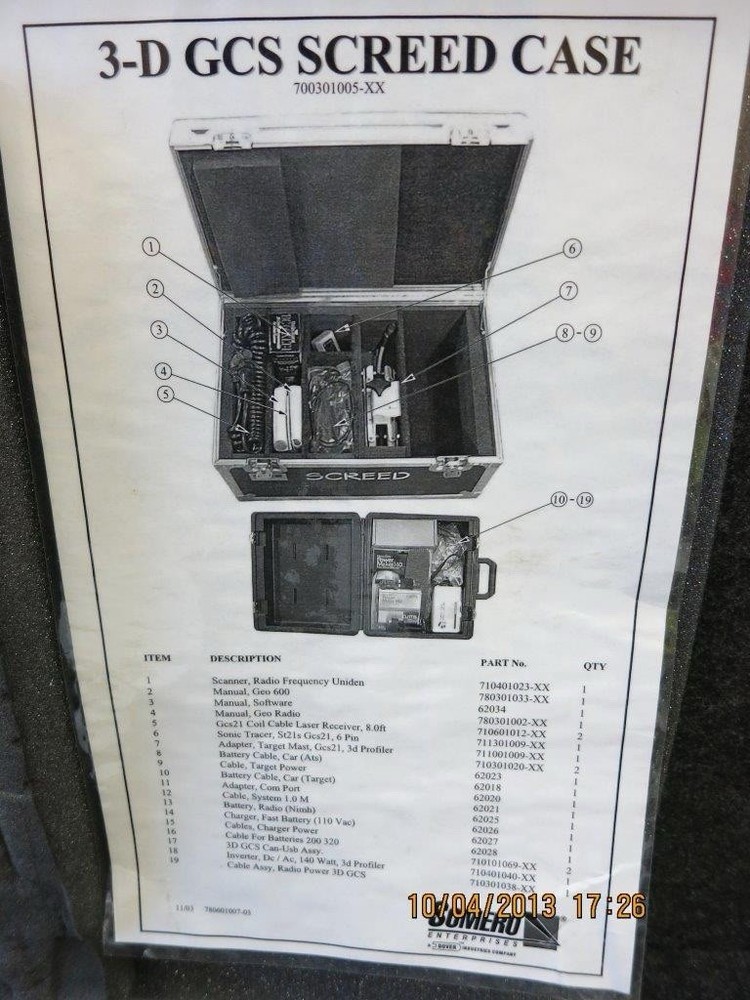 3-D GCS SCREED CASE
700301005-XX
1
2
3
4
5
6
7
8-9
SCREED
10-19
ITEM DESCRIPTION PART No. QTY
1 Scanner, Radio Frequency Uniden 710401023-XX 1
2 Manual, Geo 600 780301033-XX 1
3 Manual, Software 62034 1
4 Manual, Geo Radio 780301002-XX 1
5 Gcs21 Coil Cable Laser Receiver, 8.0ft 710601012-XX 2
6 Sonic Tracer, St21s Gcs21, 6 Pin 711301009-XX 1
7 Adapter, Target Mast, Gcs21, 3d Profiler 711001009-XX 1
8 Battery Cable, Car (Ats) 710301020-XX 2
9 Cable, Target Power 62023 1
10 Battery Cable, Car (Target) 62018 1
11 Adapter, Com Port 62020 1
12 Cable, System 1.0 M 62021 1
13 Battery, Radio (Nimh) 62025 1
14 Charger, Fast Battery (110 Vac) 62026 1
15 Cables, Charger Power 62027 1
16 Cable For Batteries 200 320 62028 1
17 3D GCS Can-Usb Assy. 710101069-XX 2
18 Inverter, Dc / Ac, 140 Watt, 3d Profiler 710401040-XX 1
19 Cable Assy, Radio Power 3D GCS 710301038-XX 1
11/03 780601007-03
10/04/2013 17:26
SOMERO®
ENTERPRISES
A DOVER INDUSTRIES COMPANY